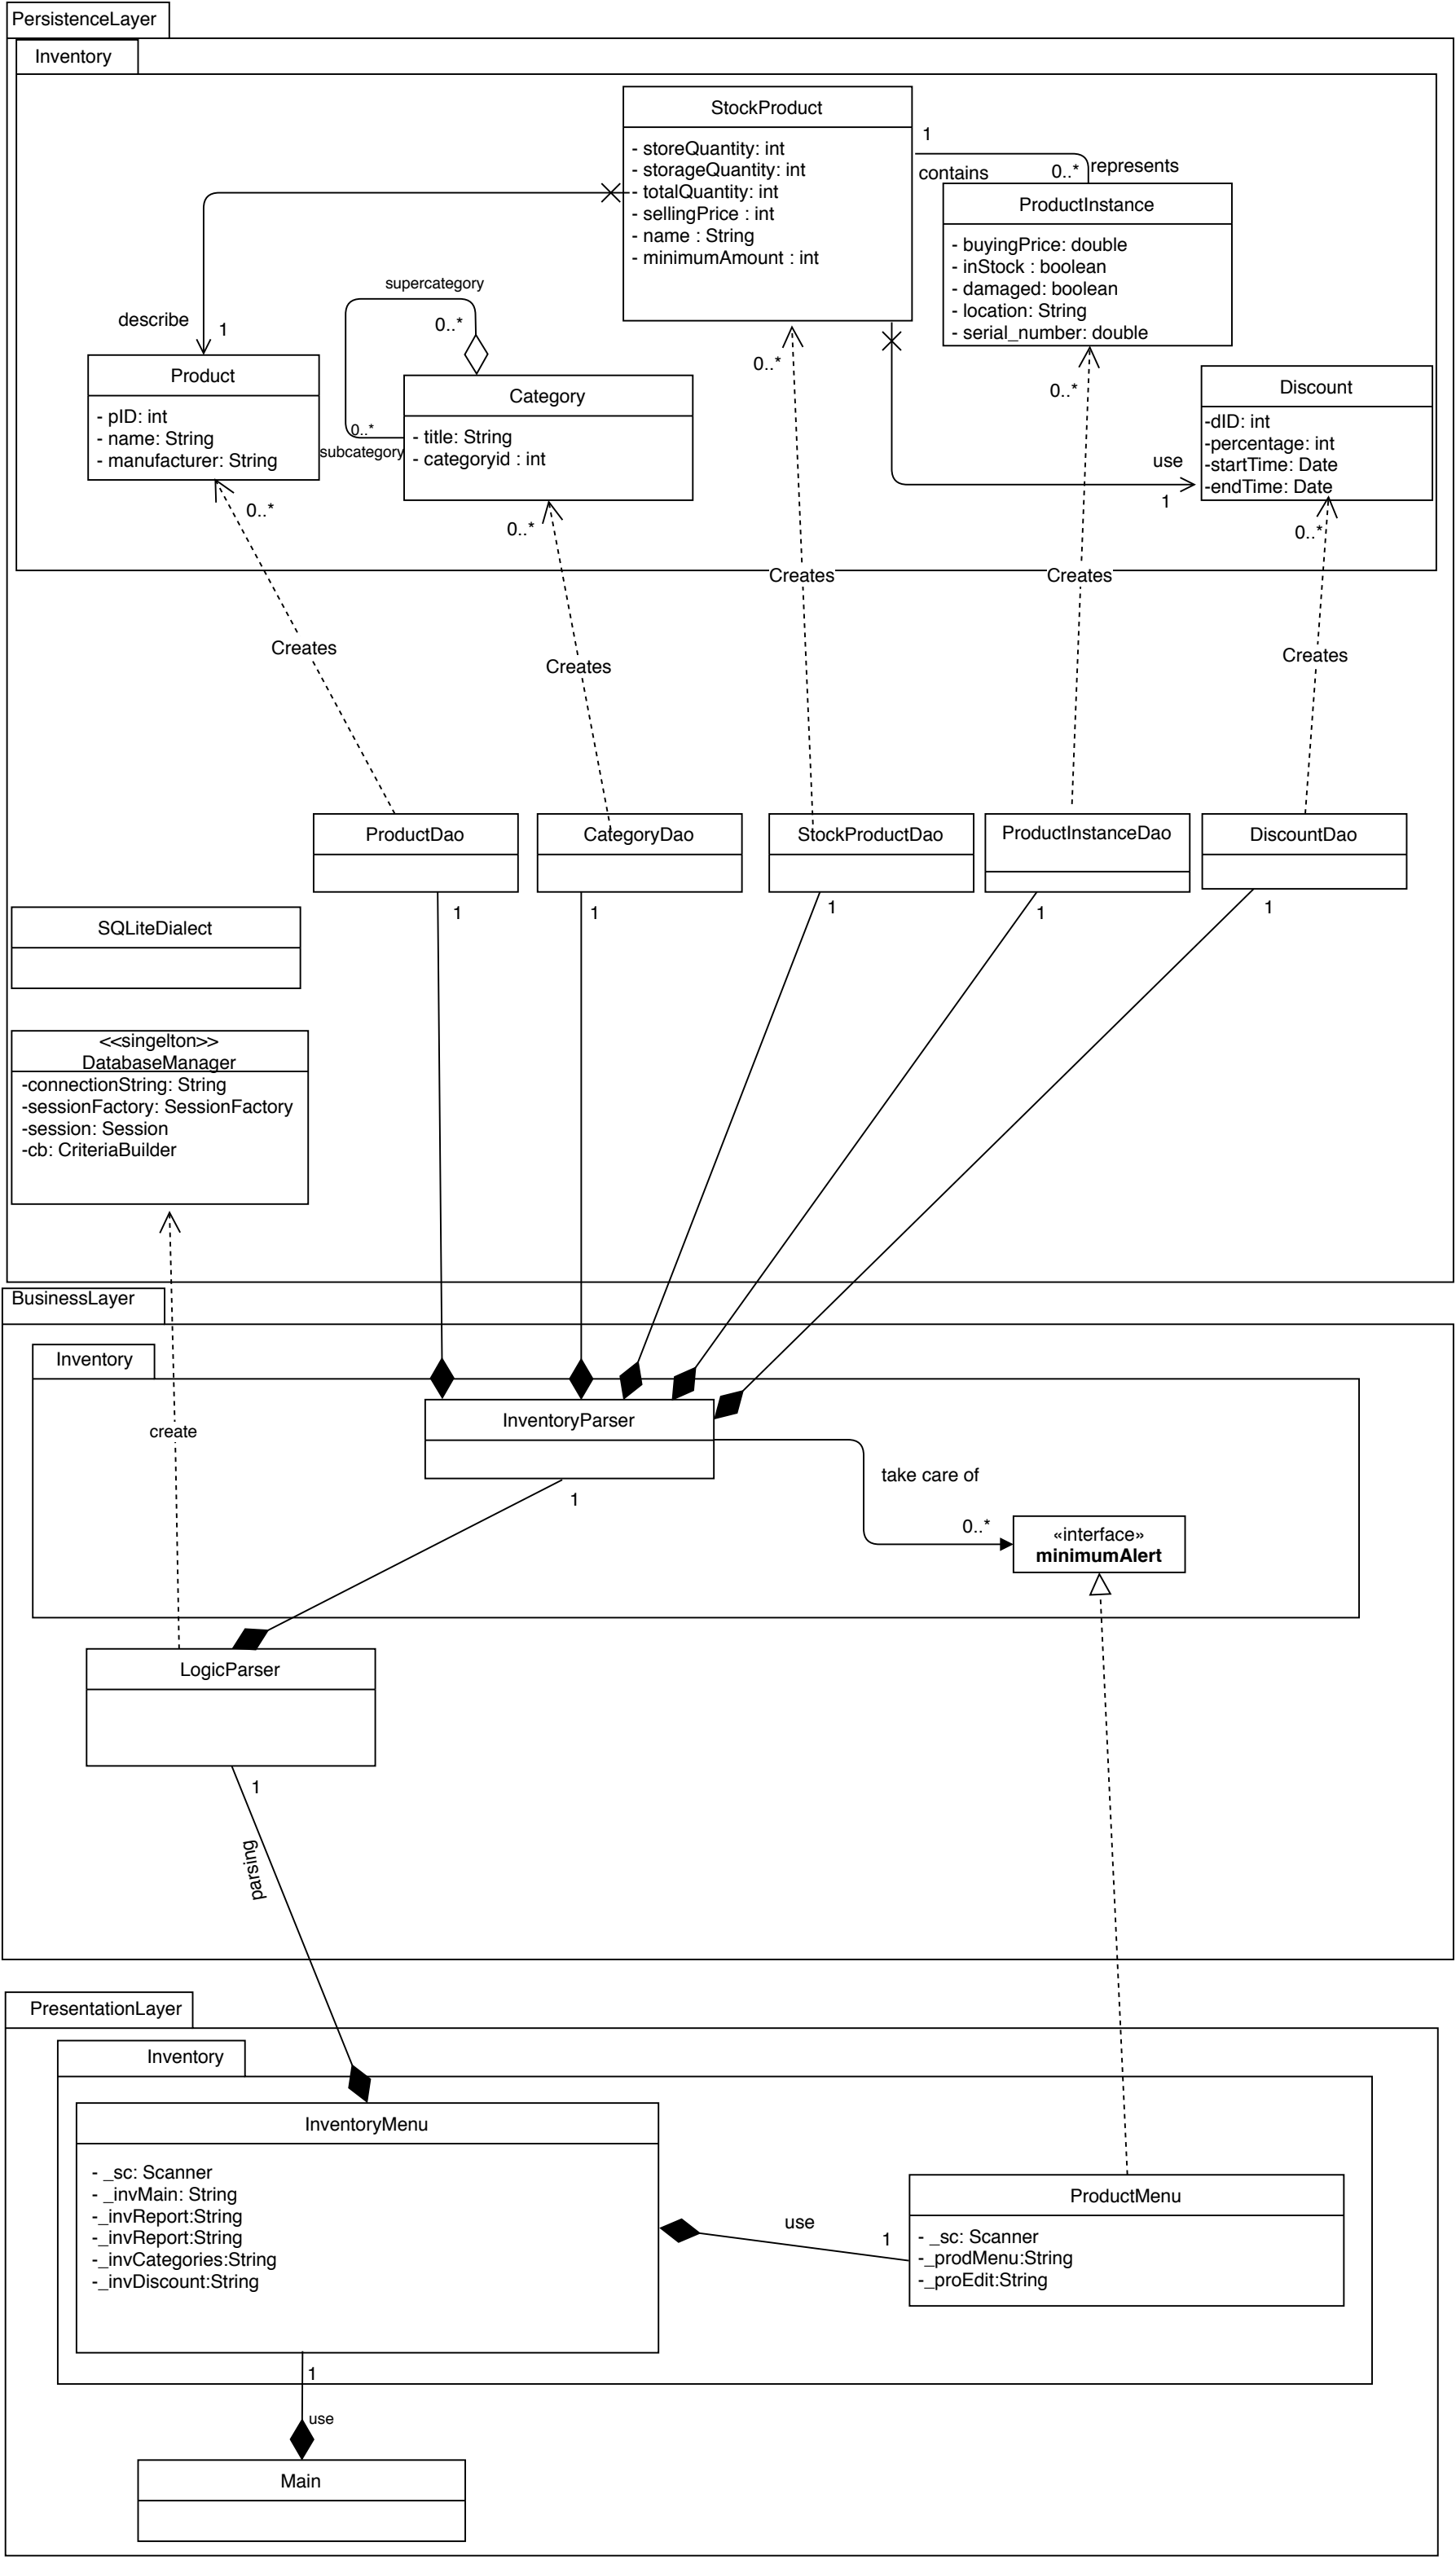 PersistenceLayer
Inventory
StockProduct
- storeQuantity: int
- storageQuantity: int
- totalQuantity: int
- sellingPrice : int
- name : String
- minimumAmount : int
1
contains
0..*
represents
ProductInstance
- buyingPrice: double
- inStock : boolean
- damaged: boolean
- location: String
- serial_number: double
describe
1
Product
- pID: int
- name: String
- manufacturer: String
supercategory
0..*
Category
- title: String
- categoryid : int
0..*
subcategory
Discount
-dID: int
-percentage: int
-startTime: Date
-endTime: Date
use
1
0..*
0..*
0..*
0..*
0..*
Creates
Creates
Creates
Creates
Creates
ProductDao
CategoryDao
StockProductDao
ProductInstanceDao
DiscountDao
1
1
1
1
1
SQLiteDialect
<<singelton>>
DatabaseManager
-connectionString: String
-sessionFactory: SessionFactory
-session: Session
-cb: CriteriaBuilder
BusinessLayer
Inventory
create
InventoryParser
1
take care of
0..*
«interface»
minimumAlert
LogicParser
1
parsing
PresentationLayer
Inventory
InventoryMenu
- _sc: Scanner
- _invMain: String
-_invReport:String
-_invReport:String
-_invCategories:String
-_invDiscount:String
use
1
ProductMenu
- _sc: Scanner
-_prodMenu:String
-_proEdit:String
1
use
Main